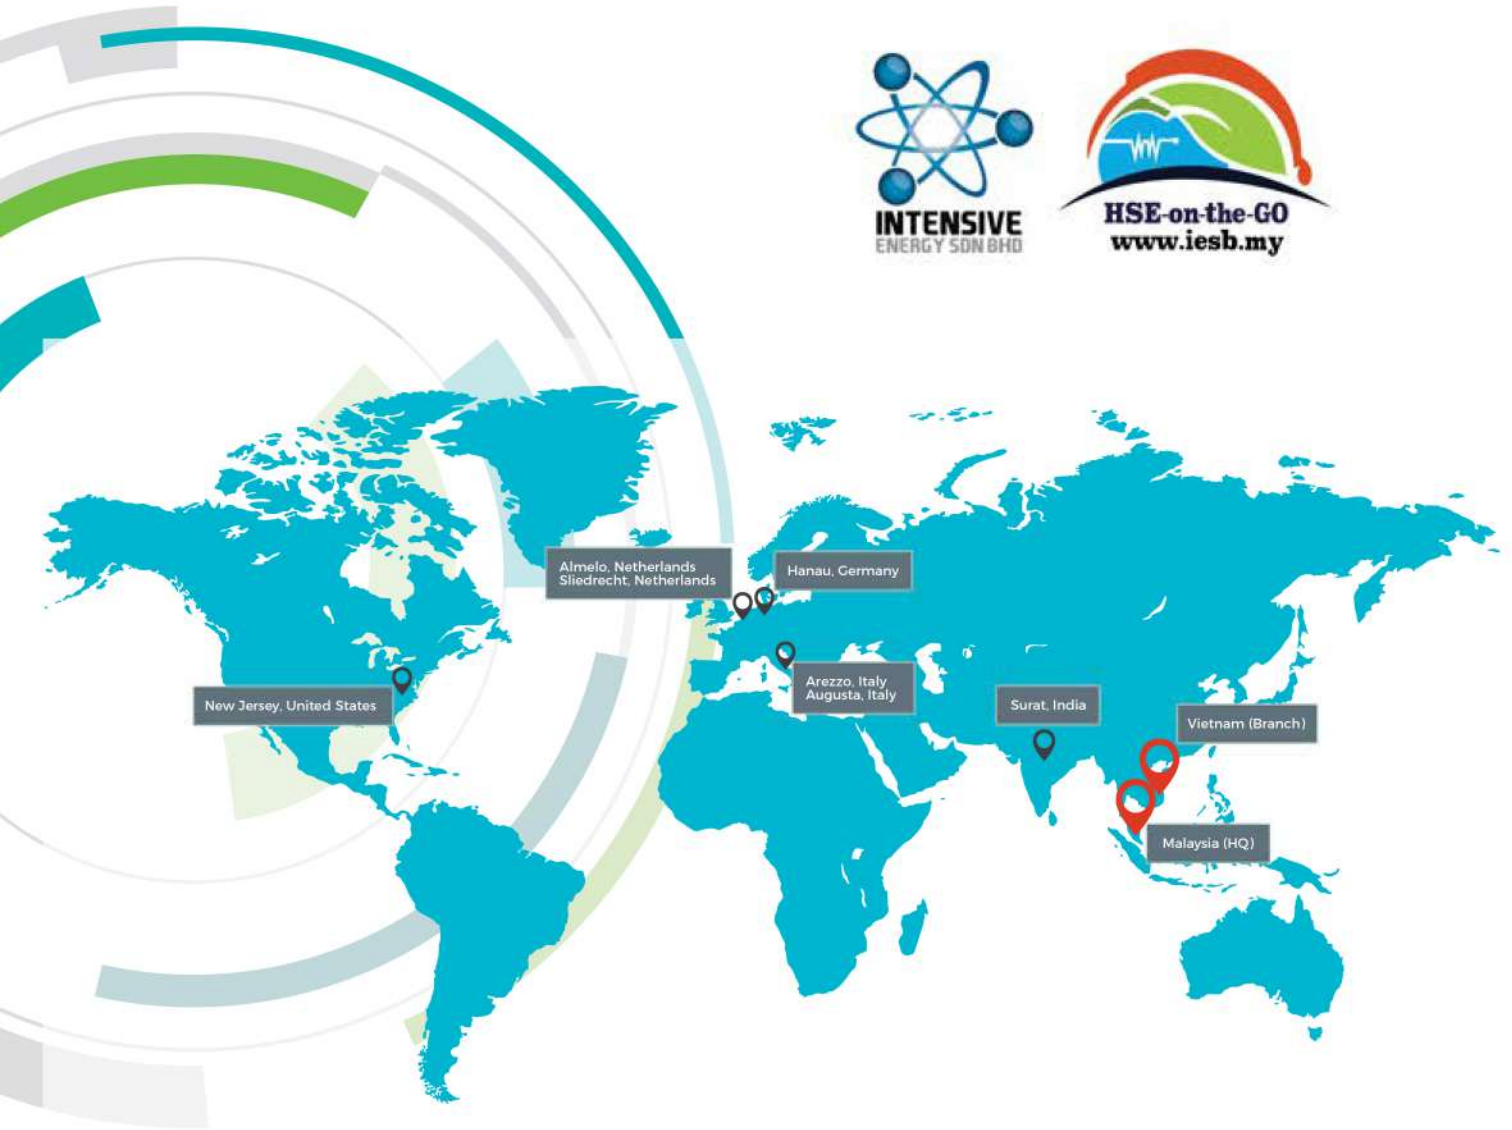 INTENSIVE
ENERGY SDN BHD
HSE-on-the-GO
www.iesb.my
Almelo, Netherlands
Sliedrecht, Netherlands
Hanau, Germany
Arezzo, Italy
Augusta, Italy
New Jersey, United States
Surat, India
Vietnam (Branch)
Malaysia (HQ)